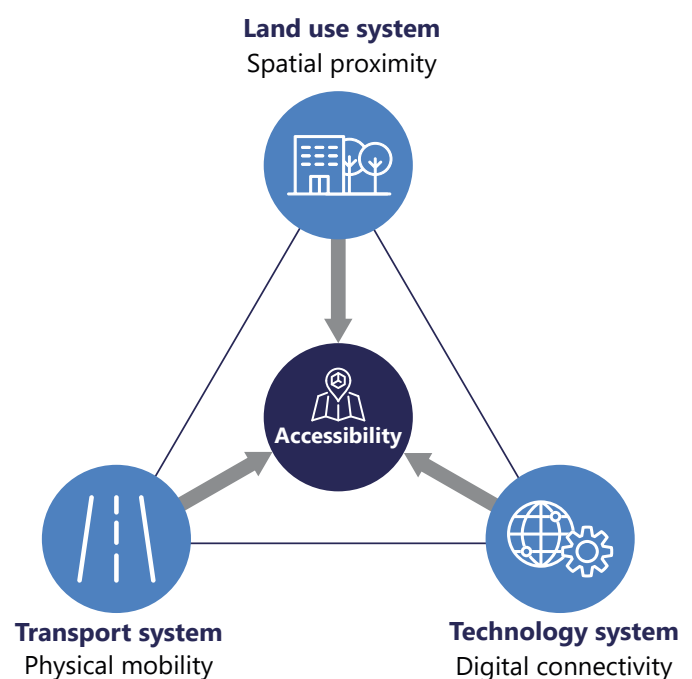 Land use system
Spatial proximity
Accessibility
Transport system
Physical mobility
Technology system
Digital connectivity